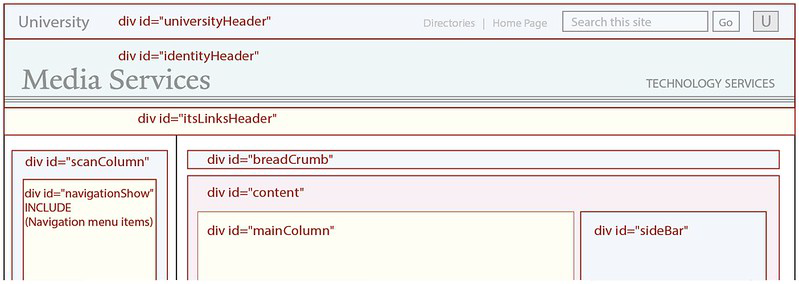 University div id="universityHeader" Directories | Home Page Search this site Go U
div id="identityHeader"
Media Services TECHNOLOGY SERVICES
div id="itsLinksHeader"
div id="scanColumn"
div id="navigationShow"
INCLUDE
(Navigation menu items)
div id="breadCrumb"
div id="content"
div id="mainColumn"
div id="sideBar"